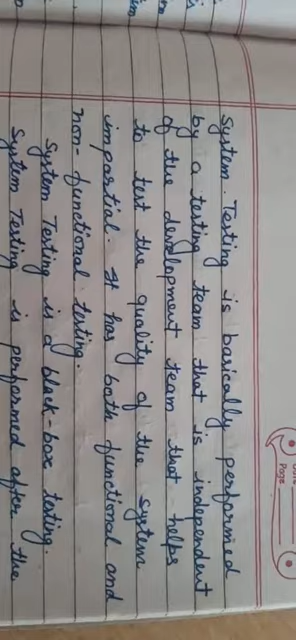 System Testing is basically performed
by a testing team that is independent
of the development team that helps
to test the quality of the system
impartial. It has both functional and
non-functional testing.
System Testing is a black-box testing.
System Testing is performed after the
Page